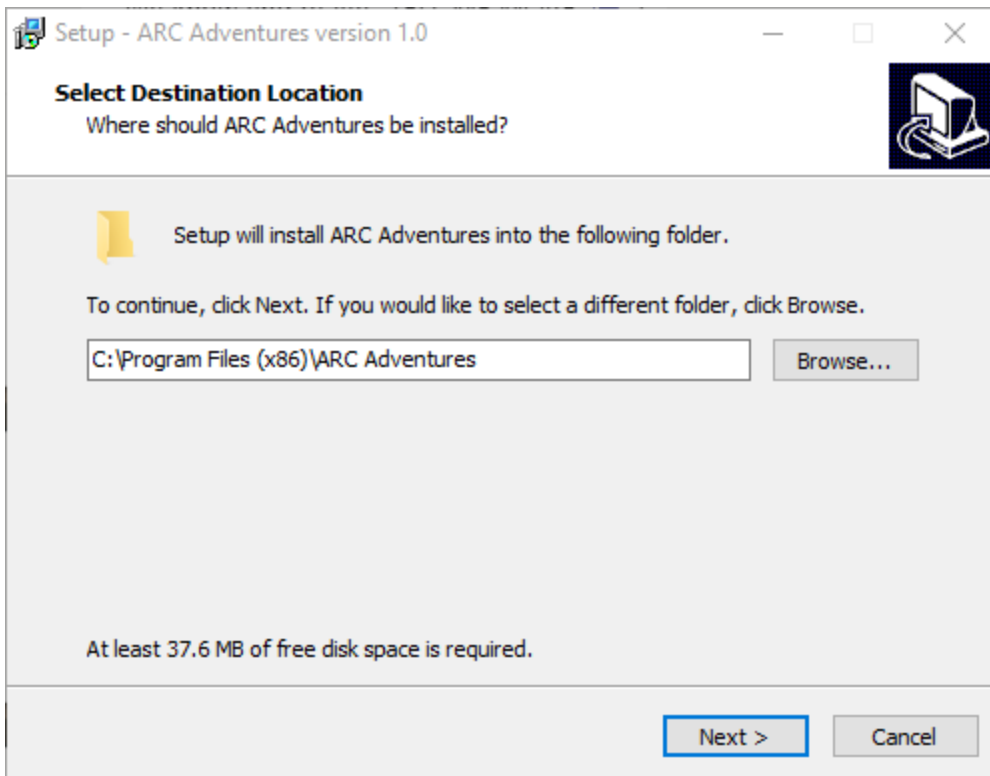 Setup - ARC Adventures version 1.0
Select Destination Location
Where should ARC Adventures be installed?
Setup will install ARC Adventures into the following folder.
To continue, click Next. If you would like to select a different folder, click Browse.
C:\Program Files (x86)\ARC Adventures
Browse...
At least 37.6 MB of free disk space is required.
Next >
Cancel